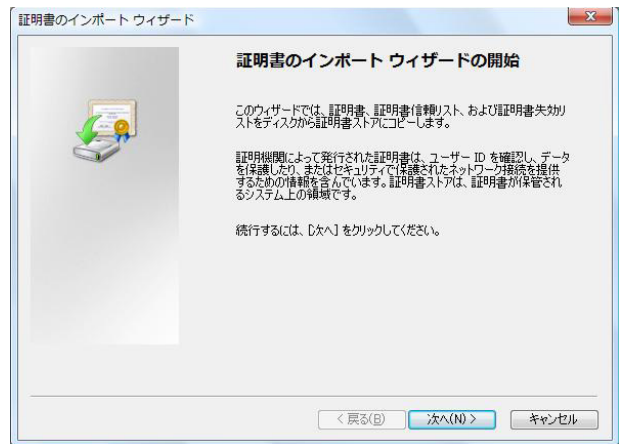 証明書のインポート ウィザード
証明書のインポート ウィザードの開始
このウィザードでは、証明書、証明書信頼リスト、および証明書失効リ
ストをディスクから証明書ストアにコピーします。
証明機関によって発行された証明書は、ユーザー ID を確認し、データ
を保護したり、またはセキュリティで保護されたネットワーク接続を提供
するための情報を含んでいます。証明書ストアは、証明書が保管され
るシステム上の領域です。
続行するには、[次へ] をクリックしてください。
< 戻る(B) 次へ(N) > キャンセル